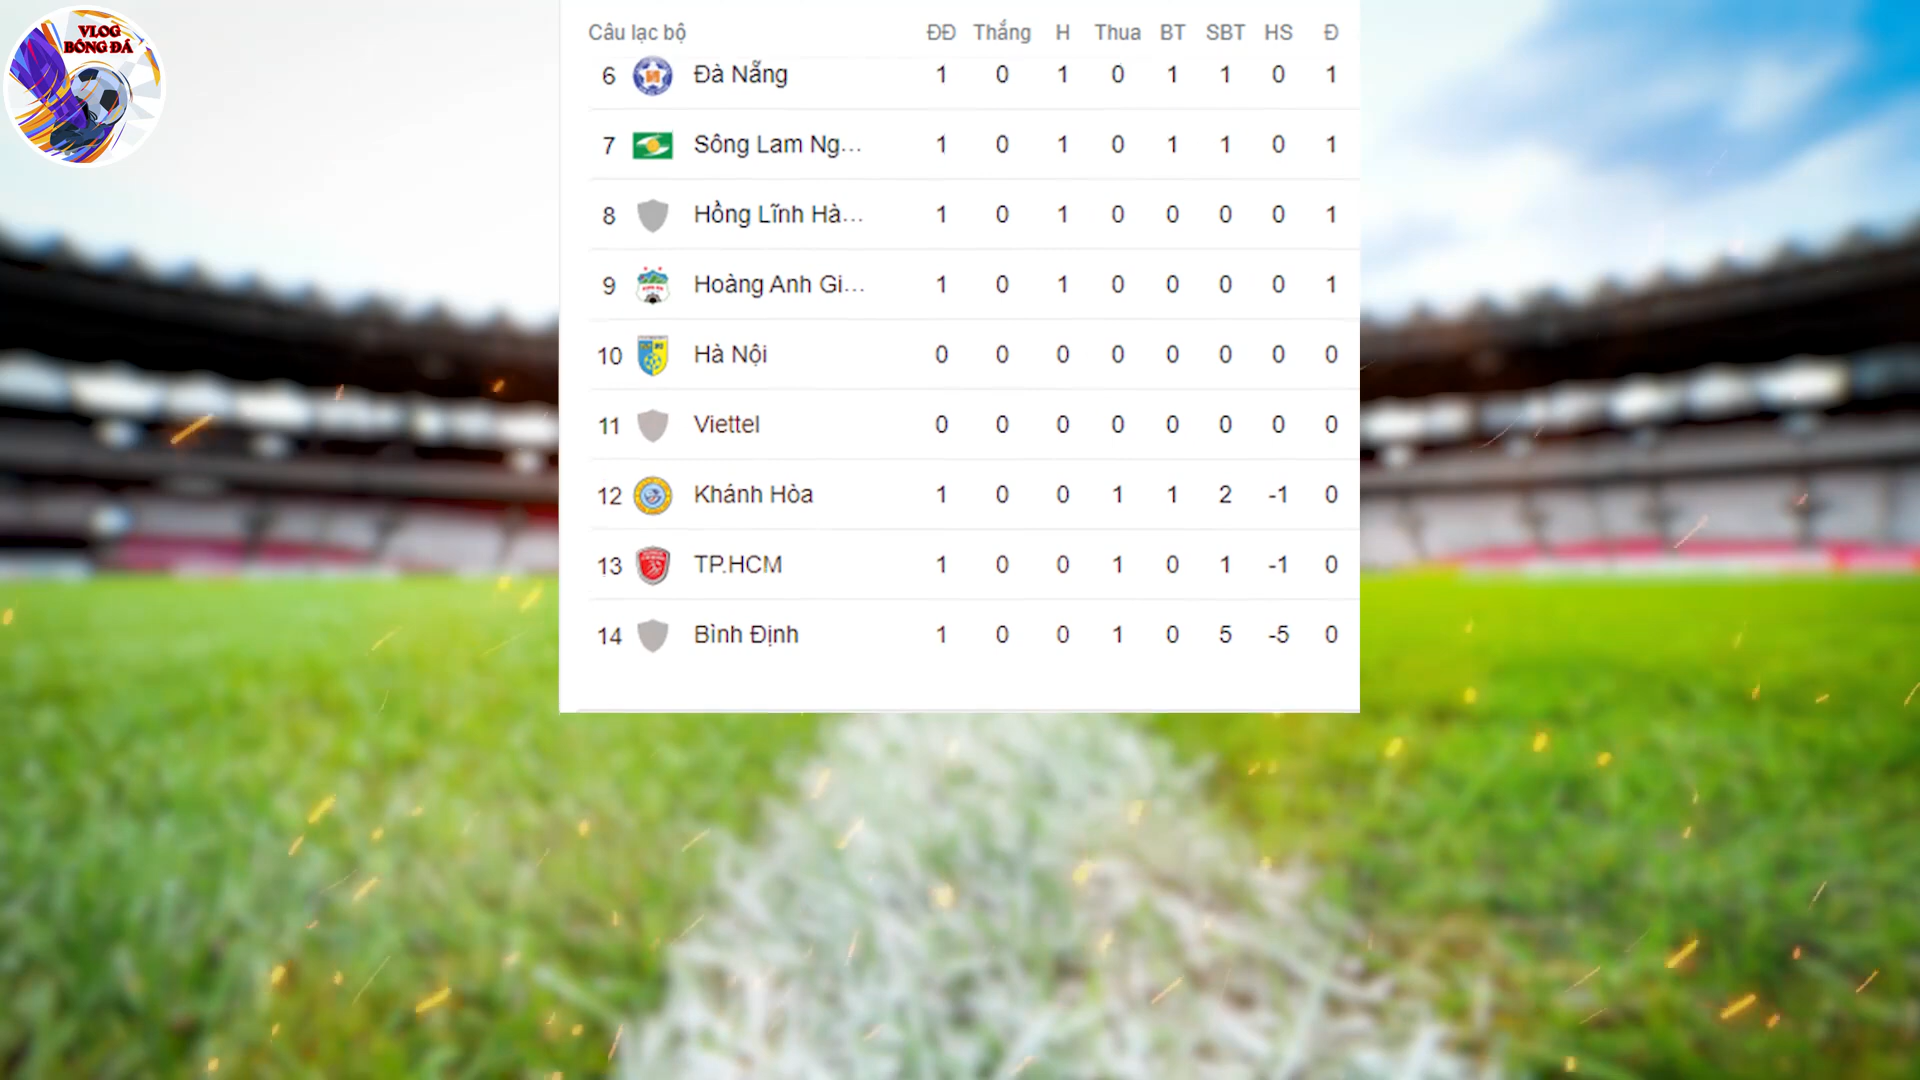 VLOG
BÓNG ĐÁ
Câu lạc bộ ĐĐ Thắng H Thua BT SBT HS Đ
6 Đà Nẵng 1 0 1 0 1 1 0 1
7 Sông Lam Ng... 1 0 1 0 1 1 0 1
8 Hồng Lĩnh Hà... 1 0 1 0 0 0 0 1
9 Hoàng Anh Gi... 1 0 1 0 0 0 0 1
10 Hà Nội 0 0 0 0 0 0 0 0
11 Viettel 0 0 0 0 0 0 0 0
12 Khánh Hòa 1 0 0 1 1 2 -1 0
13 TP.HCM 1 0 0 1 0 1 -1 0
14 Bình Định 1 0 0 1 0 5 -5 0